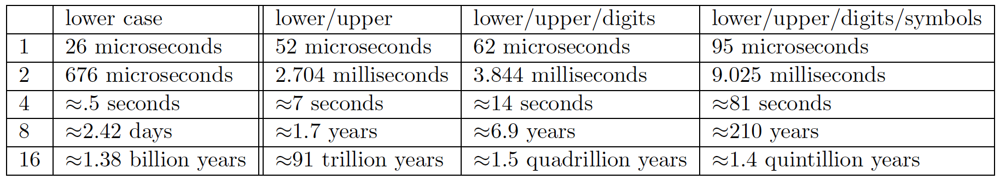 lower case lower/upper lower/upper/digits lower/upper/digits/symbols
1 26 microseconds 52 microseconds 62 microseconds 95 microseconds
2 676 microseconds 2.704 milliseconds 3.844 milliseconds 9.025 milliseconds
4 ≈.5 seconds ≈7 seconds ≈14 seconds ≈81 seconds
8 ≈2.42 days ≈1.7 years ≈6.9 years ≈210 years
16 ≈1.38 billion years ≈91 trillion years ≈1.5 quadrillion years ≈1.4 quintillion years